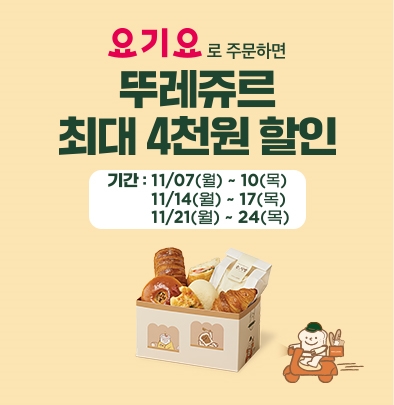 요기요 로 주문하면
뚜레쥬르
최대 4천원 할인
기간 : 11/07(월) ~ 10(목)
11/14(월) ~ 17(목)
11/21(월) ~ 24(목)